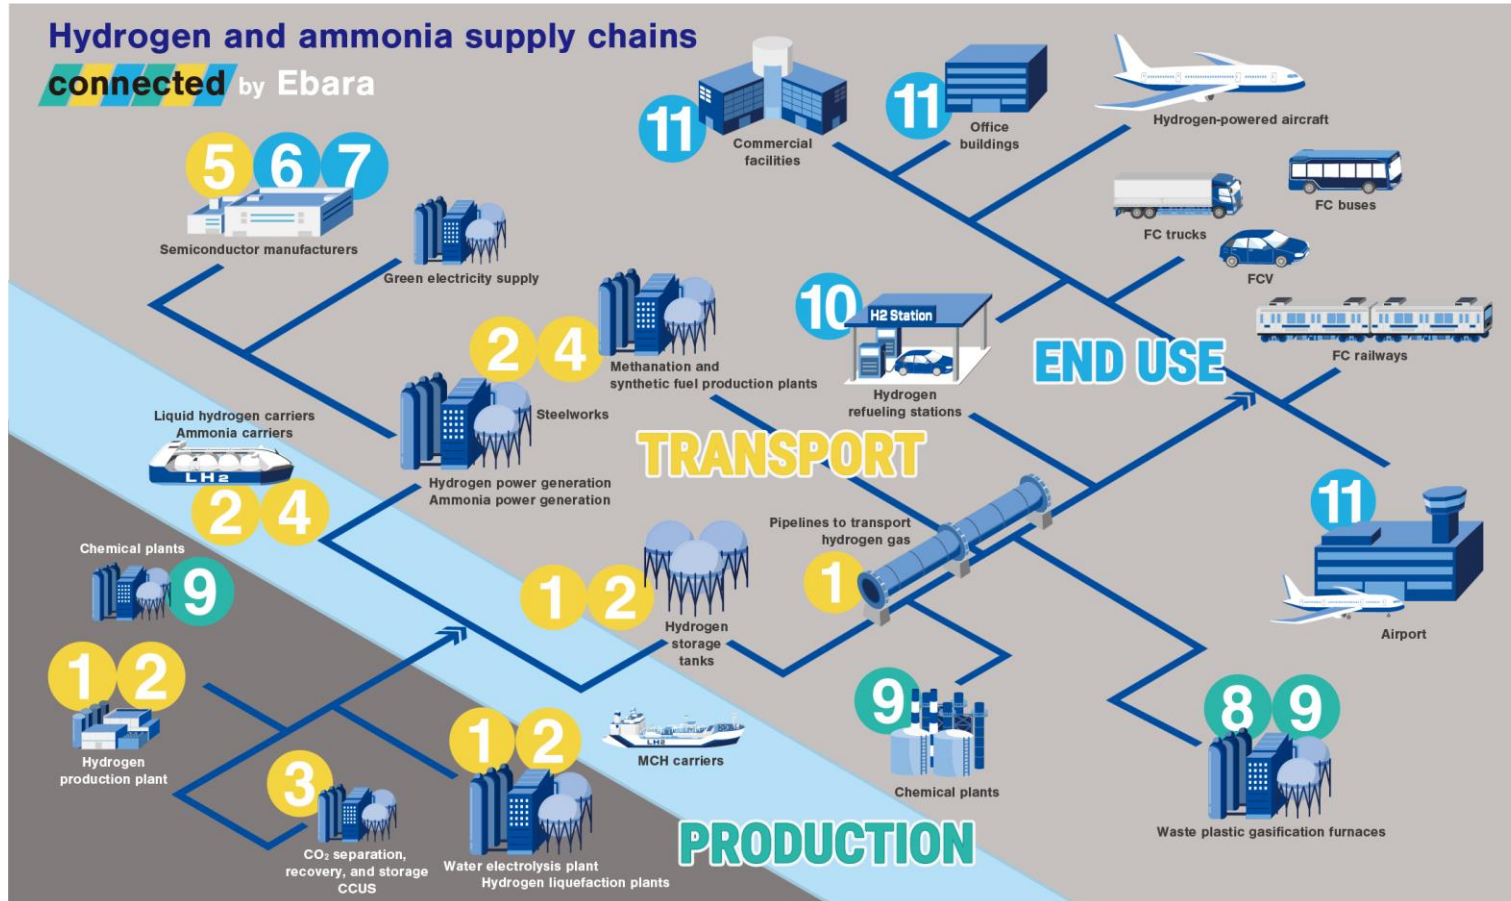 Hydrogen and ammonia supply chains
connected by Ebara
11
Commercial
facilities
11
Office
buildings
Hydrogen-powered aircraft
5 6 7
Semiconductor manufacturers
Green electricity supply
FC buses
FC trucks
FCV
2 4
Methanation and
synthetic fuel production plants
10
H2 Station
Hydrogen
refueling stations
END USE
FC railways
Liquid hydrogen carriers
Ammonia carriers
LH2
2 4
Steelworks
Hydrogen power generation
Ammonia power generation
TRANSPORT
Pipelines to transport
hydrogen gas
1
11
Airport
Chemical plants
9
1 2
Hydrogen
storage
tanks
1 2
Hydrogen
production plant
3
CO₂ separation,
recovery, and storage
CCUS
1 2
Water electrolysis plant
Hydrogen liquefaction plants
LH2
MCH carriers
PRODUCTION
9
Chemical plants
8 9
Waste plastic gasification furnaces